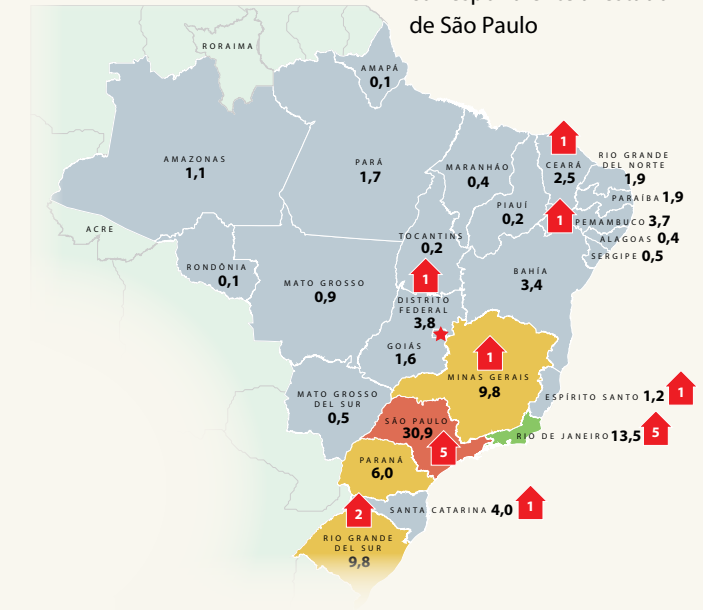 de São Paulo
RORAIMA
AMAPÁ
0,1
AMAZONAS
1,1
PARÁ
1,7
MARANHÃO
0,4
1
CEARÁ
2,5
RIO GRANDE
DEL NORTE
1,9
PARAÍBA 1,9
PIAUÍ
0,2
1
PEMAMBUCO 3,7
ALAGOAS 0,4
SERGIPE 0,5
ACRE
TOCANTINS
0,2
1
RONDÔNIA
0,1
MATO GROSSO
0,9
BAHÍA
3,4
DISTRITO
FEDERAL
3,8
GOIÁS
1,6
1
MINAS GERAIS
9,8
MATO GROSSO
DEL SUR
0,5
ESPÍRITO SANTO 1,2 1
SÃO PAULO
30,9
5
RIO DE JANEIRO 13,5 5
PARANÁ
6,0
SANTA CATARINA 4,0 1
2
RIO GRANDE
DEL SUR
9,8